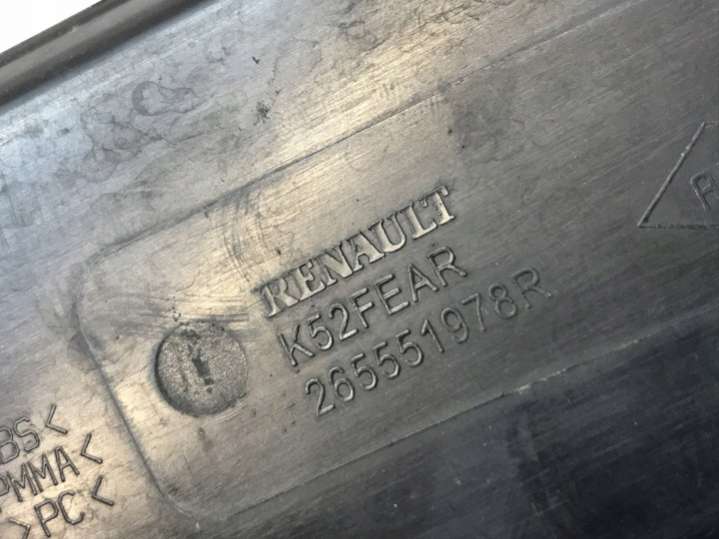 RENAULT
K52FEAR
265551978R
BS<
PMMA<
>PC<